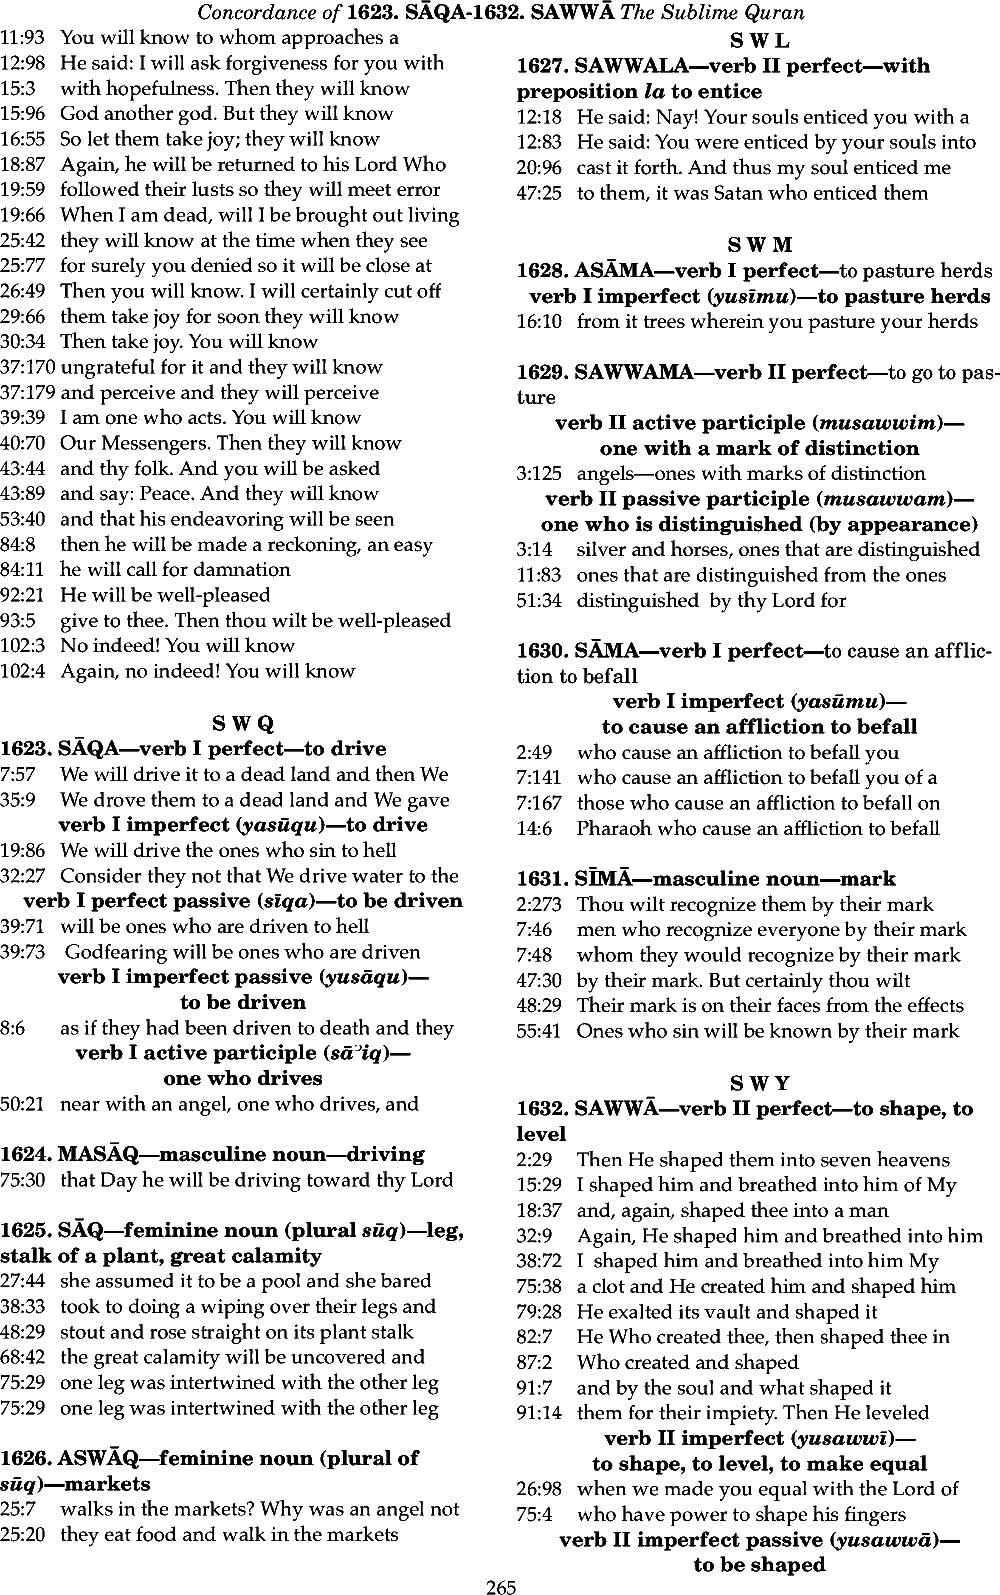 Concordance of 1623. SĀQA-1632. SAWWĀ The Sublime Quran
11:93 You will know to whom approaches a
12:98 He said: I will ask forgiveness for you with
15:3 with hopefulness. Then they will know
15:96 God another god. But they will know
16:55 So let them take joy; they will know
18:87 Again, he will be returned to his Lord Who
19:59 followed their lusts so they will meet error
19:66 When I am dead, will I be brought out living
25:42 they will know at the time when they see
25:77 for surely you denied so it will be close at
26:49 Then you will know. I will certainly cut off
29:66 them take joy for soon they will know
30:34 Then take joy. You will know
37:170 ungrateful for it and they will know
37:179 and perceive and they will perceive
39:39 I am one who acts. You will know
40:70 Our Messengers. Then they will know
43:44 and thy folk. And you will be asked
43:89 and say: Peace. And they will know
53:40 and that his endeavoring will be seen
84:8 then he will be made a reckoning, an easy
84:11 he will call for damnation
92:21 He will be well-pleased
93:5 give to thee. Then thou wilt be well-pleased
102:3 No indeed! You will know
102:4 Again, no indeed! You will know
S W Q
1623. SĀQA—verb I perfect—to drive
7:57 We will drive it to a dead land and then We
35:9 We drove them to a dead land and We gave
verb I imperfect (yasūqu)—to drive
19:86 We will drive the ones who sin to hell
32:27 Consider they not that We drive water to the
verb I perfect passive (sīqa)—to be driven
39:71 will be ones who are driven to hell
39:73 Godfearing will be ones who are driven
verb I imperfect passive (yusāqu)—
to be driven
8:6 as if they had been driven to death and they
verb I active participle (sāʾiq)—
one who drives
50:21 near with an angel, one who drives, and
1624. MASĀQ—masculine noun—driving
75:30 that Day he will be driving toward thy Lord
1625. SĀQ—feminine noun (plural sūq)—leg,
stalk of a plant, great calamity
27:44 she assumed it to be a pool and she bared
38:33 took to doing a wiping over their legs and
48:29 stout and rose straight on its plant stalk
68:42 the great calamity will be uncovered and
75:29 one leg was intertwined with the other leg
75:29 one leg was intertwined with the other leg
1626. ASWĀQ—feminine noun (plural of
sūq)—markets
25:7 walks in the markets? Why was an angel not
25:20 they eat food and walk in the markets
S W L
1627. SAWWALA—verb II perfect—with
preposition la to entice
12:18 He said: Nay! Your souls enticed you with a
12:83 He said: You were enticed by your souls into
20:96 cast it forth. And thus my soul enticed me
47:25 to them, it was Satan who enticed them
S W M
1628. ASĀMA—verb I perfect—to pasture herds
verb I imperfect (yusīmu)—to pasture herds
16:10 from it trees wherein you pasture your herds
1629. SAWWAMA—verb II perfect—to go to pas-
ture
verb II active participle (musawwim)—
one with a mark of distinction
3:125 angels—ones with marks of distinction
verb II passive participle (musawwam)—
one who is distinguished (by appearance)
3:14 silver and horses, ones that are distinguished
11:83 ones that are distinguished from the ones
51:34 distinguished by thy Lord for
1630. SĀMA—verb I perfect—to cause an afflic-
tion to befall
verb I imperfect (yasūmu)—
to cause an affliction to befall
2:49 who cause an affliction to befall you
7:141 who cause an affliction to befall you of a
7:167 those who cause an affliction to befall on
14:6 Pharaoh who cause an affliction to befall
1631. SĪMĀ—masculine noun—mark
2:273 Thou wilt recognize them by their mark
7:46 men who recognize everyone by their mark
7:48 whom they would recognize by their mark
47:30 by their mark. But certainly thou wilt
48:29 Their mark is on their faces from the effects
55:41 Ones who sin will be known by their mark
S W Y
1632. SAWWĀ—verb II perfect—to shape, to
level
2:29 Then He shaped them into seven heavens
15:29 I shaped him and breathed into him of My
18:37 and, again, shaped thee into a man
32:9 Again, He shaped him and breathed into him
38:72 I shaped him and breathed into him My
75:38 a clot and He created him and shaped him
79:28 He exalted its vault and shaped it
82:7 He Who created thee, then shaped thee in
87:2 Who created and shaped
91:7 and by the soul and what shaped it
91:14 them for their impiety. Then He leveled
verb II imperfect (yusawwī)—
to shape, to level, to make equal
26:98 when we made you equal with the Lord of
75:4 who have power to shape his fingers
verb II imperfect passive (yusawwā)—
to be shaped
265